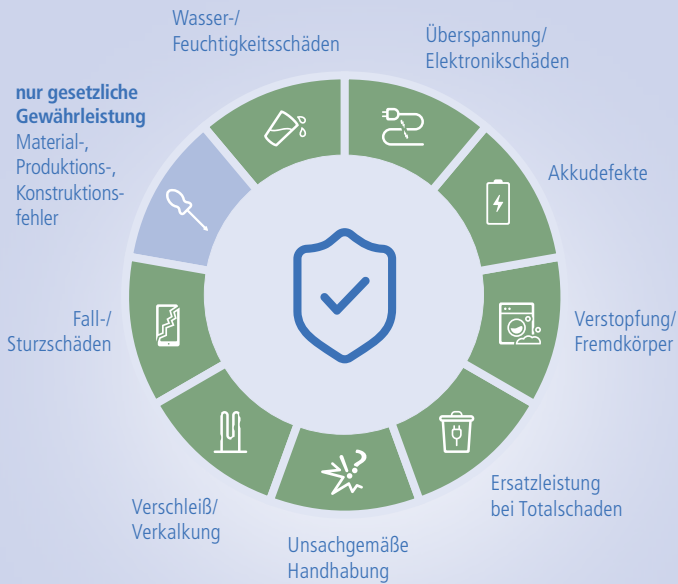 Wasser-/
Feuchtigkeitsschäden
Überspannung/
Elektronikschäden
nur gesetzliche
Gewährleistung
Material-,
Produktions-,
Konstruktions-
fehler
Akkudefekte
Fall-/
Sturzschäden
Verstopfung/
Fremdkörper
Verschleiß/
Verkalkung
Ersatzleistung
bei Totalschaden
Unsachgemäße
Handhabung